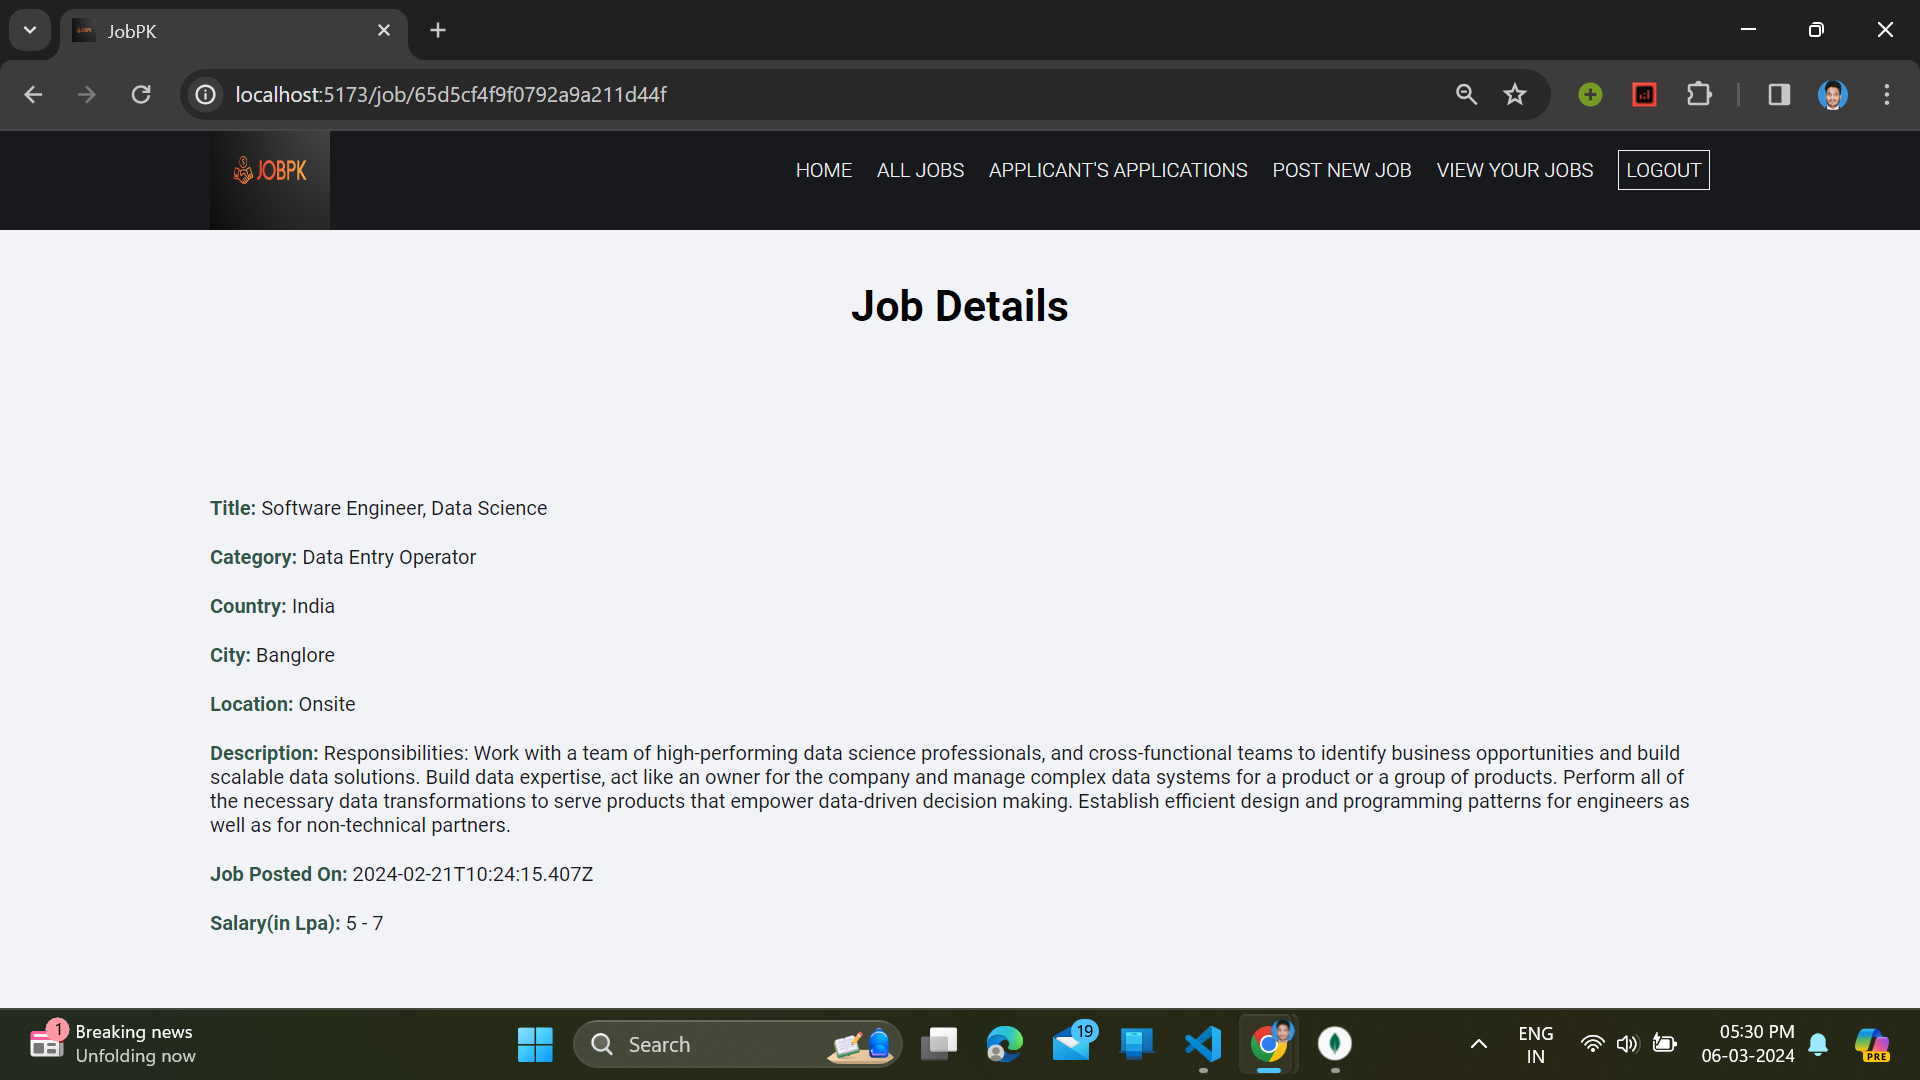 JobPK
localhost:5173/job/65d5cf4f9f0792a9a211d44f
JOBPK
HOME
ALL JOBS
APPLICANT'S APPLICATIONS
POST NEW JOB
VIEW YOUR JOBS
LOGOUT
Job Details
Title: Software Engineer, Data Science
Category: Data Entry Operator
Country: India
City: Banglore
Location: Onsite
Description: Responsibilities: Work with a team of high-performing data science professionals, and cross-functional teams to identify business opportunities and build
scalable data solutions. Build data expertise, act like an owner for the company and manage complex data systems for a product or a group of products. Perform all of
the necessary data transformations to serve products that empower data-driven decision making. Establish efficient design and programming patterns for engineers as
well as for non-technical partners.
Job Posted On: 2024-02-21T10:24:15.407Z
Salary(in Lpa): 5 - 7
1
Breaking news
Unfolding now
Search
19
ENG
IN
05:30 PM
06-03-2024
PRE